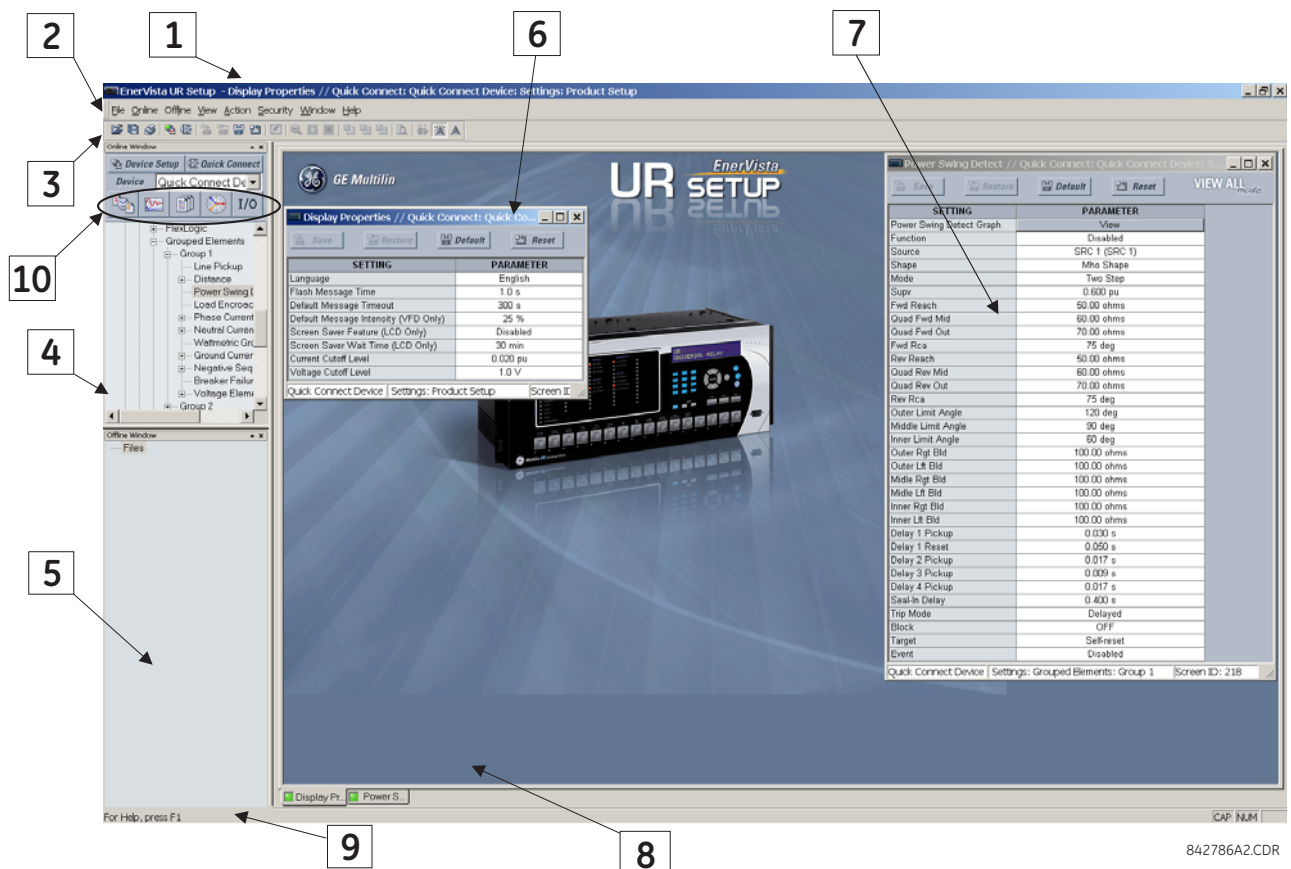 2
1
6
7
EnerVista UR Setup - Display Properties // Quick Connect: Quick Connect Device: Settings: Product Setup
File Online Offline View Action Security Window Help
3
Online Window
Device Setup Quick Connect
Device Quick Connect De
I/O
10
FlexLogic
Grouped Elements
Group 1
Line Pickup
Distance
Power Swing D
Load Encroac
Phase Current
Neutral Curren
Wattmetric Gro
Ground Currer
Negative Seq
Breaker Failur
Voltage Eleme
Group 2
4
Offline Window
Files
5
GE Multilin
EnerVista
UR SETUP
Display Properties // Quick Connect: Quick Co...
Save Restore Default Reset
SETTING PARAMETER
Language English
Flash Message Time 1.0 s
Default Message Timeout 300 s
Default Message Intensity (VFD Only) 25 %
Screen Saver Feature (LCD Only) Disabled
Screen Saver Wait Time (LCD Only) 30 min
Current Cutoff Level 0.020 pu
Voltage Cutoff Level 1.0 V
Quick Connect Device Settings: Product Setup Screen ID
UR
UNIVERSAL RELAY
Power Swing Detect // Quick Connect: Quick Connect Device: S...
Save Restore Default Reset VIEW ALL mode
SETTING PARAMETER
Power Swing Detect Graph View
Function Disabled
Source SRC 1 (SRC 1)
Shape Mho Shape
Mode Two Step
Supv 0.600 pu
Fwd Reach 50.00 ohms
Quad Fwd Mid 60.00 ohms
Quad Fwd Out 70.00 ohms
Fwd Rca 75 deg
Rev Reach 50.00 ohms
Quad Rev Mid 60.00 ohms
Quad Rev Out 70.00 ohms
Rev Rca 75 deg
Outer Limit Angle 120 deg
Middle Limit Angle 90 deg
Inner Limit Angle 60 deg
Outer Rgt Bld 100.00 ohms
Outer Lft Bld 100.00 ohms
Midle Rgt Bld 100.00 ohms
Midle Lft Bld 100.00 ohms
Inner Rgt Bld 100.00 ohms
Inner Lft Bld 100.00 ohms
Delay 1 Pickup 0.030 s
Delay 1 Reset 0.050 s
Delay 2 Pickup 0.017 s
Delay 3 Pickup 0.009 s
Delay 4 Pickup 0.017 s
Seal-In Delay 0.400 s
Trip Mode Delayed
Block OFF
Target Self-reset
Event Disabled
Quick Connect Device Settings: Grouped Elements: Group 1 Screen ID: 218
Display Pr... Power S...
For Help, press F1
CAP NUM
9
8
842786A2.CDR